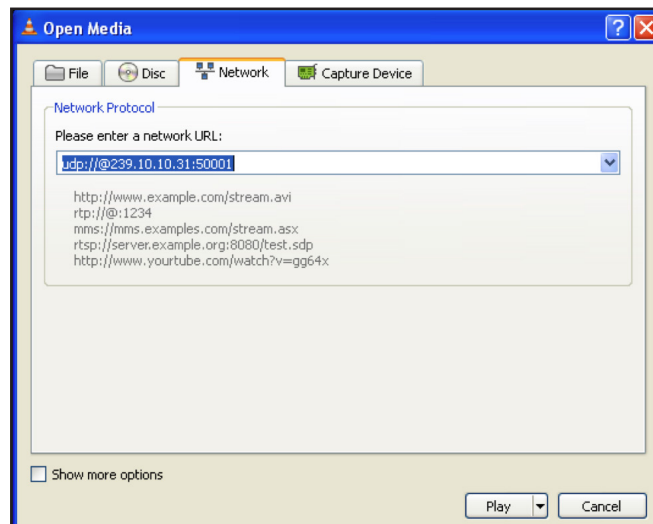 Open Media
File Disc Network Capture Device
Network Protocol
Please enter a network URL:
udp://@239.10.10.31:50001
http://www.example.com/stream.avi
rtp://@:1234
mms://mms.examples.com/stream.asx
rtsp://server.example.org:8080/test.sdp
http://www.yourtube.com/watch?v=gg64x
Show more options
Play Cancel